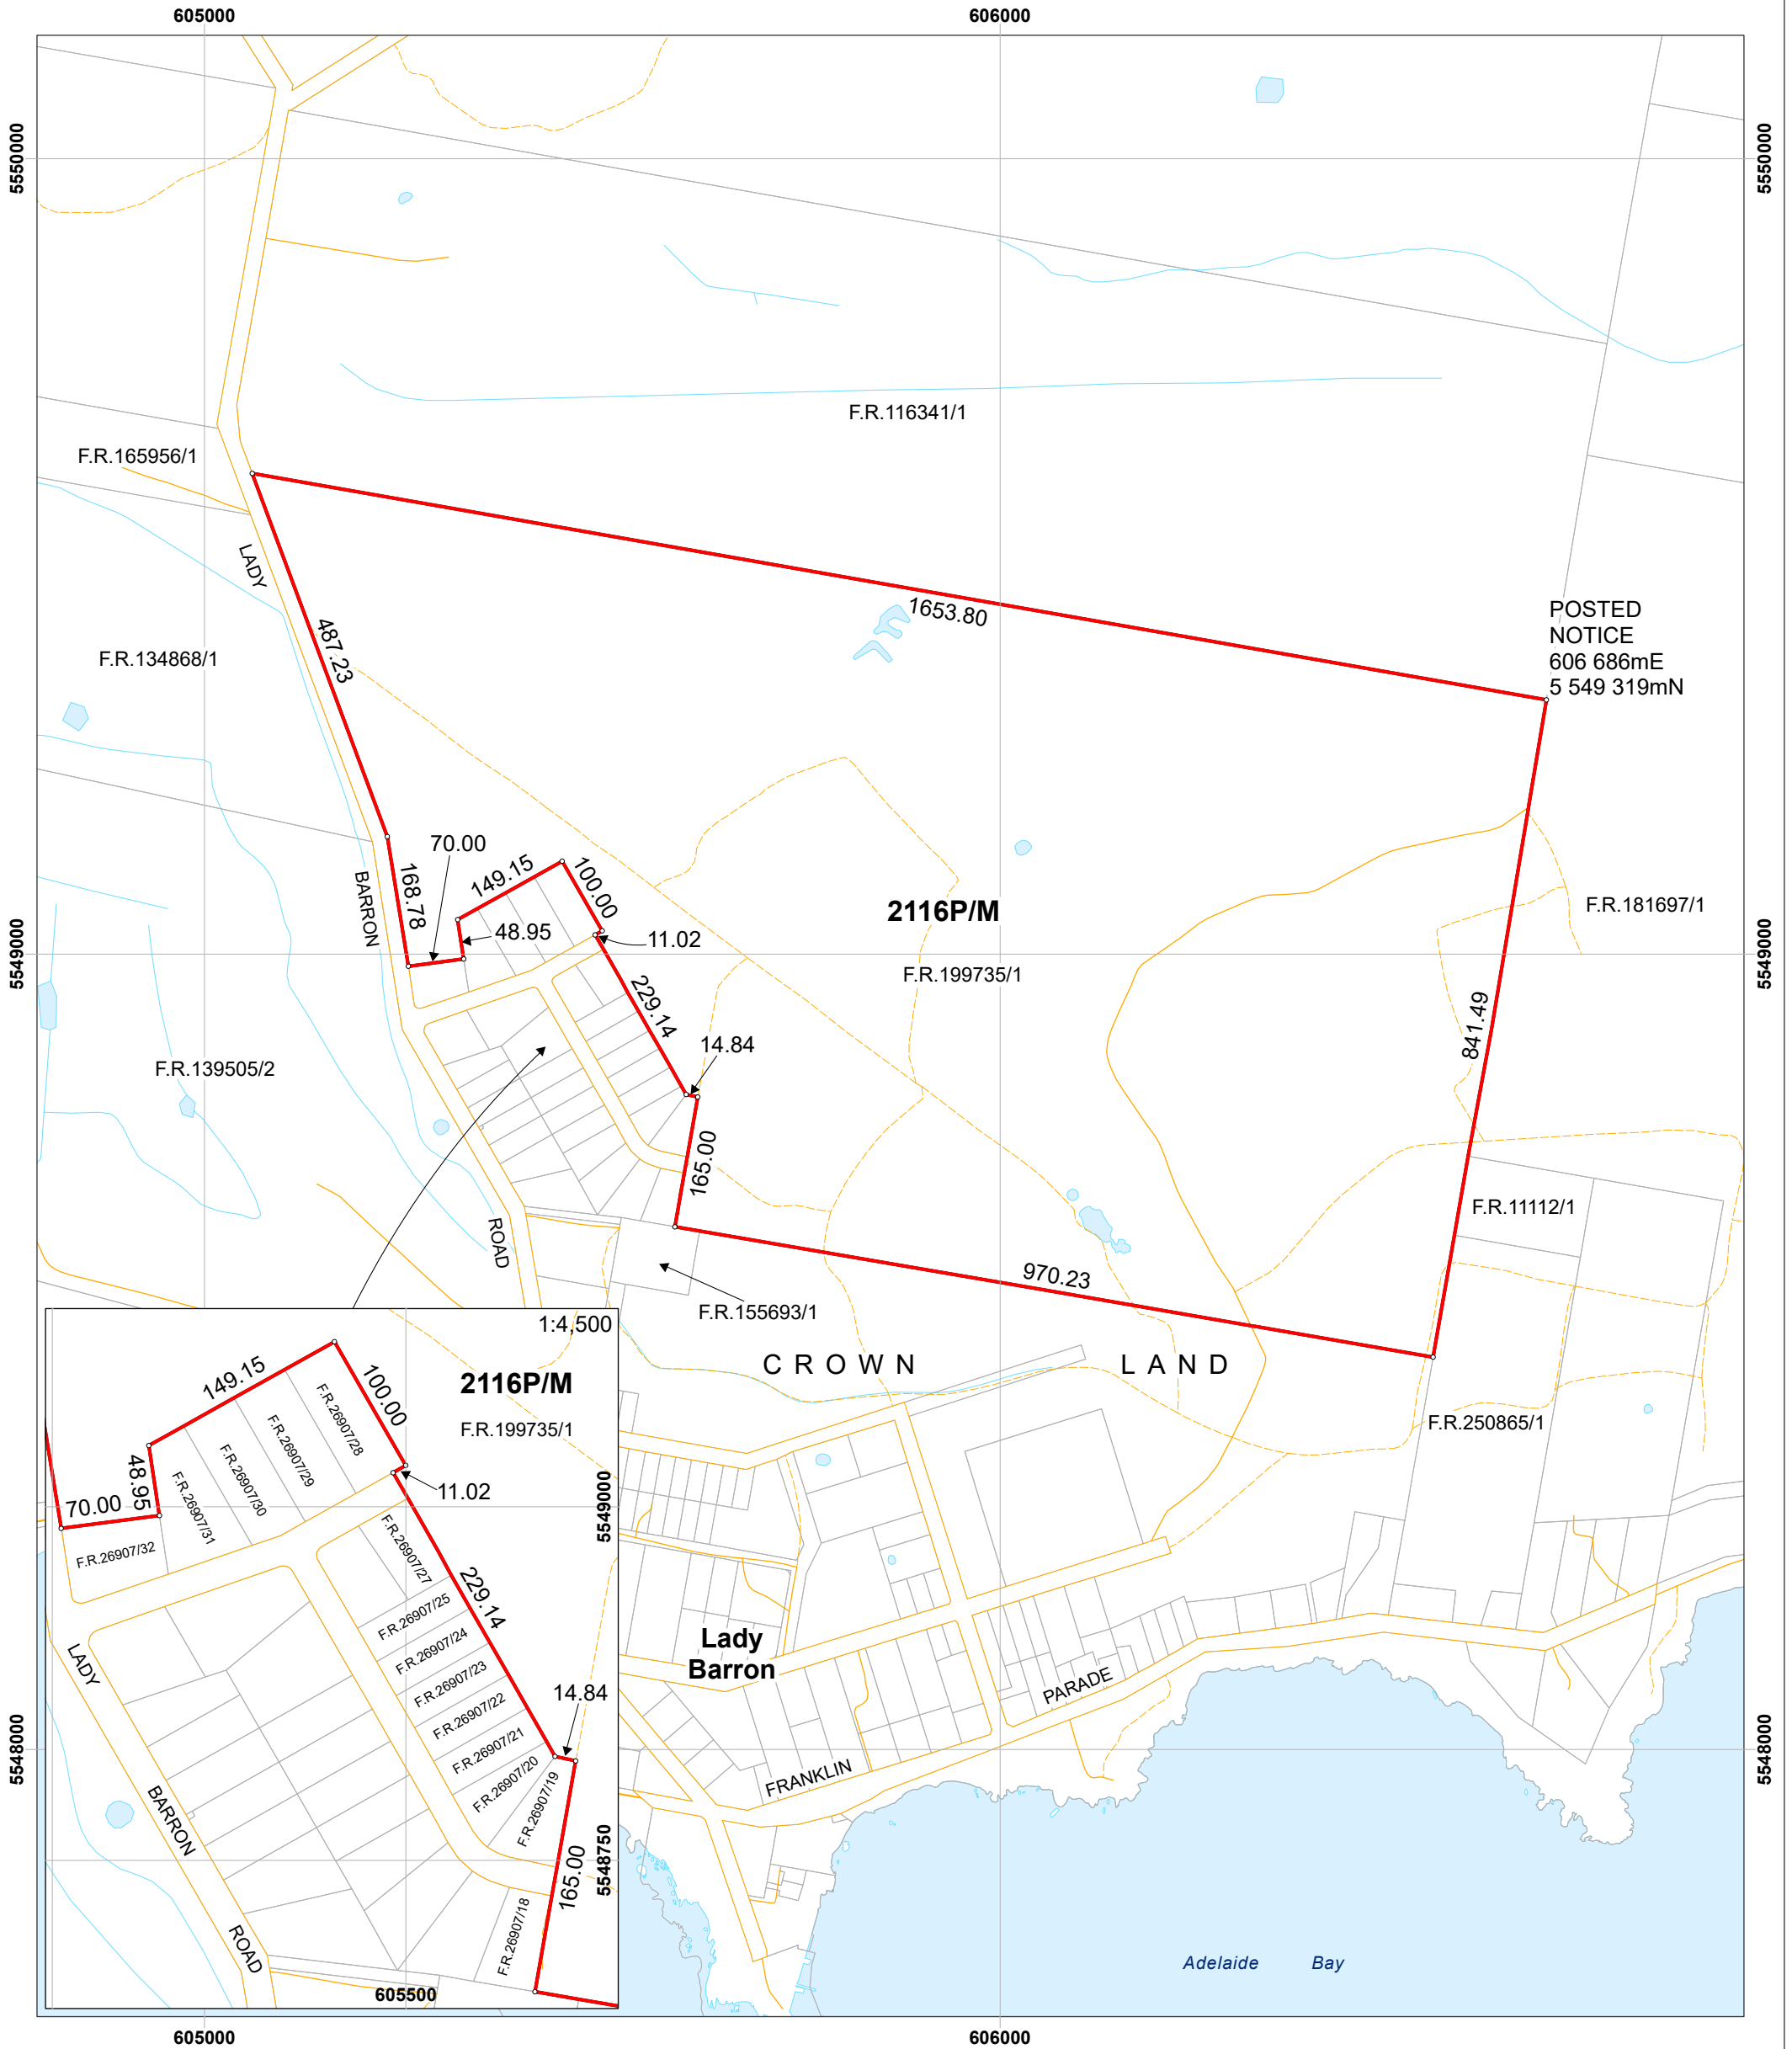 605000
606000
5550000
5550000
F.R.116341/1
F.R.165956/1
LADY
1653.80
POSTED
NOTICE
606 686mE
5 549 319mN
487.23
F.R.134868/1
70.00
149.15
100.00
168.78
BARRON
48.95
11.02
2116P/M
F.R.181697/1
5549000
5549000
F.R.199735/1
229.14
841.49
14.84
F.R.139505/2
165.00
F.R.11112/1
ROAD
970.23
F.R.155693/1
CROWN LAND
F.R.250865/1
1:4,500
149.15
100.00
2116P/M
F.R.199735/1
F.R.26907/28
F.R.26907/29
F.R.26907/30
F.R.26907/31
48.95
70.00
11.02
5549000
F.R.26907/32
F.R.26907/27
229.14
F.R.26907/25
F.R.26907/24
F.R.26907/23
F.R.26907/22
F.R.26907/21
F.R.26907/20
F.R.26907/19
14.84
LADY
BARRON
ROAD
165.00
5548750
F.R.26907/18
605500
Lady
Barron
PARADE
FRANKLIN
5548000
5548000
Adelaide Bay
605000
606000